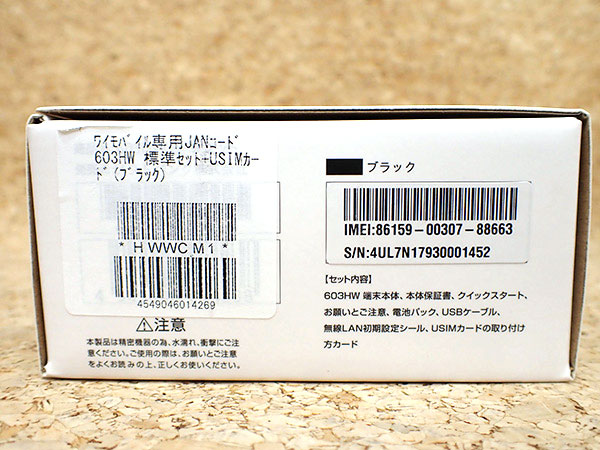 ワイモバイル専用JANコード
603HW 標準セット+USIMカー
ド(ブラック)
* HWWCM1 *
4549046014269
⚠注意
本製品は精密機器の為、水濡れ、衝撃にご注
意ください。ご使用の際は、お願いとご注意
をよくお読みの上、正しくお使いください。
ブラック
IMEI:86159-00307-88663
S/N:4UL7N17930001452
【セット内容】
603HW 端末本体、本体保証書、クイックスタート、
お願いとご注意、電池パック、USBケーブル、
無線LAN初期設定シール、USIMカードの取り付け
方カード